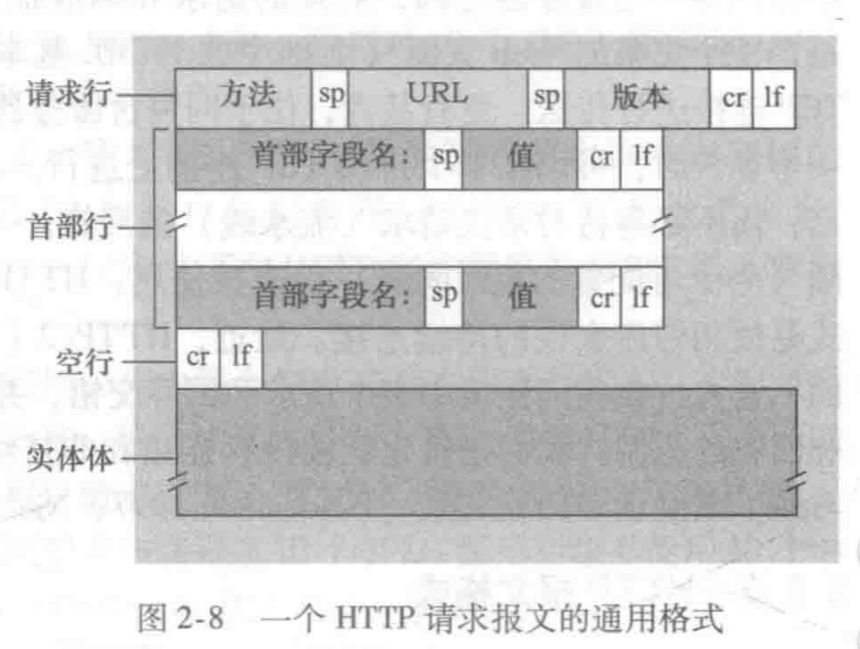 请求行 方法 sp URL sp 版本 cr lf
首部字段名: sp 值 cr lf
首部行
首部字段名: sp 值 cr lf
空行 cr lf
实体体
图 2-8 一个 HTTP 请求报文的通用格式